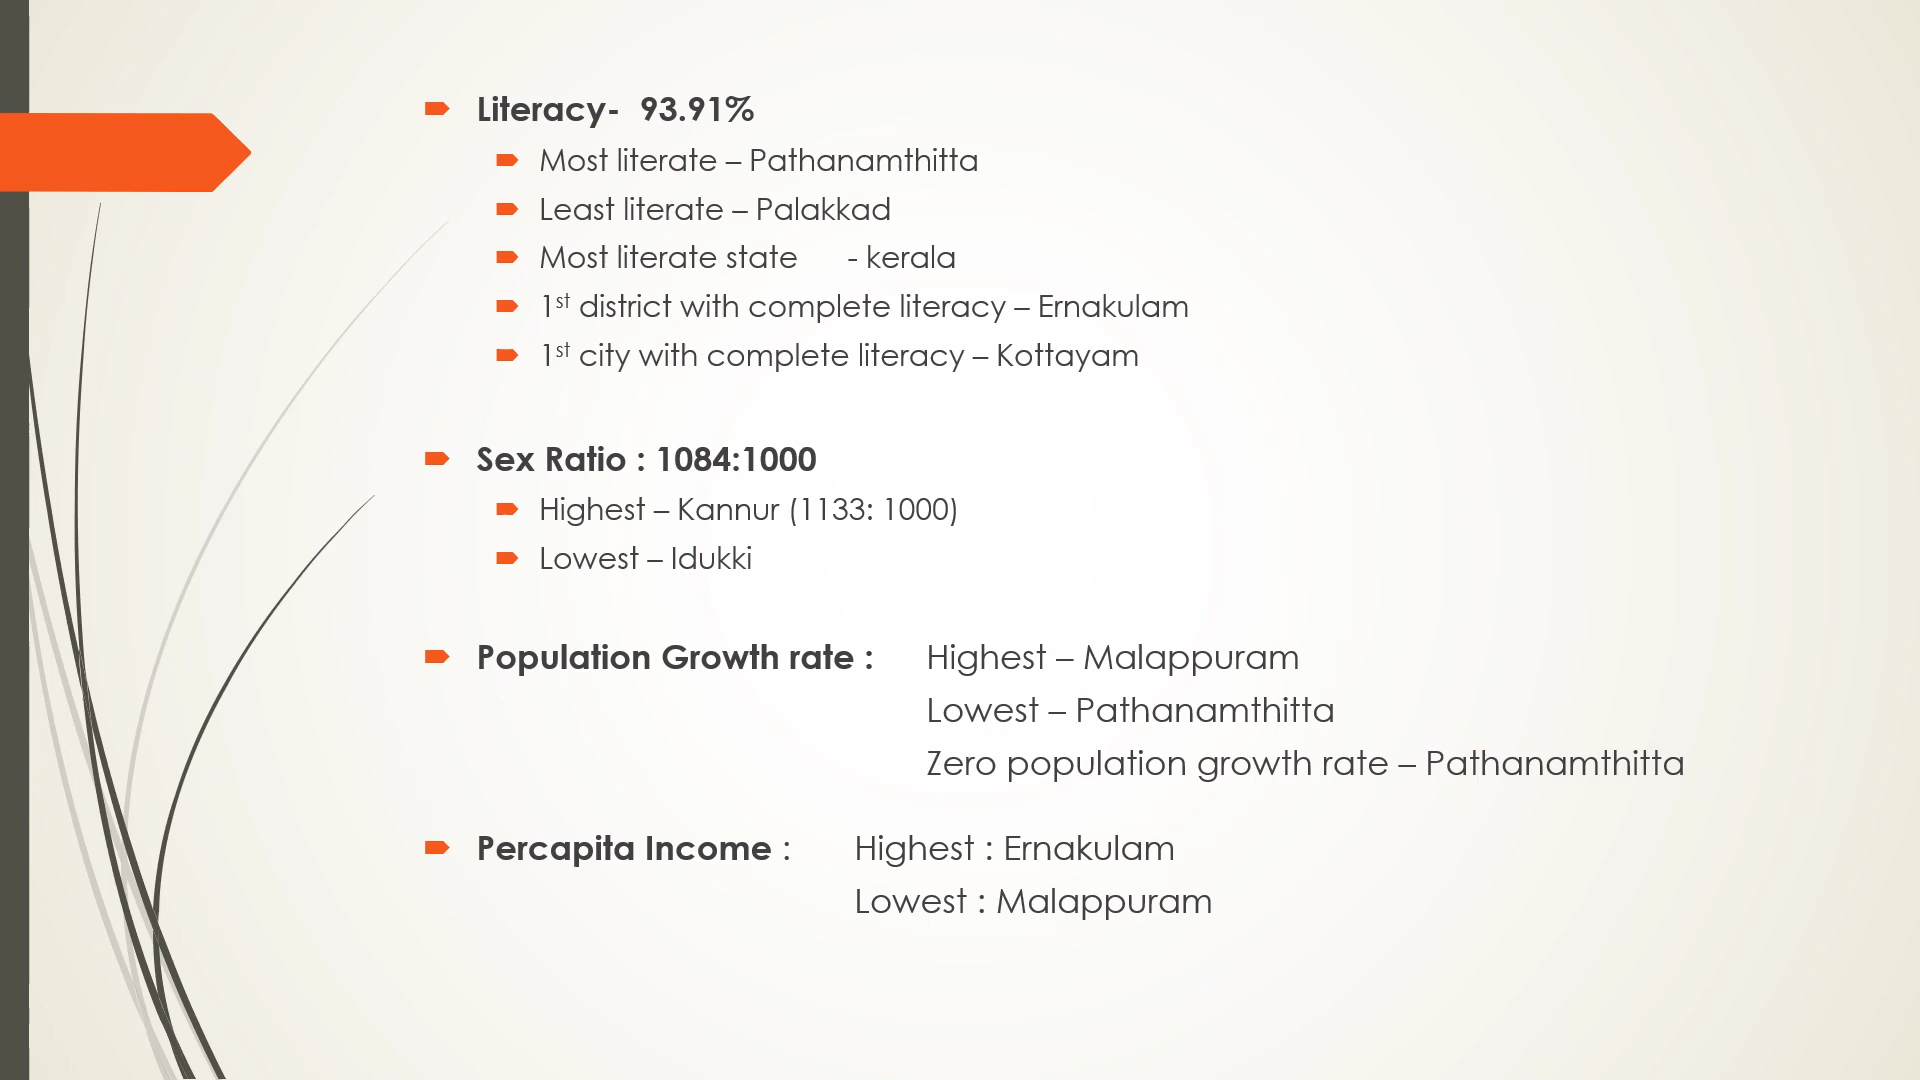 Literacy- 93.91%
Most literate – Pathanamthitta
Least literate – Palakkad
Most literate state - kerala
1st district with complete literacy – Ernakulam
1st city with complete literacy – Kottayam
Sex Ratio : 1084:1000
Highest – Kannur (1133: 1000)
Lowest – Idukki
Population Growth rate : Highest – Malappuram
Lowest – Pathanamthitta
Zero population growth rate – Pathanamthitta
Percapita Income : Highest : Ernakulam
Lowest : Malappuram